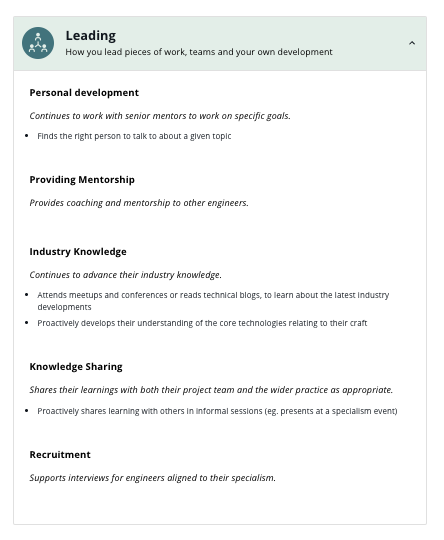 Leading
How you lead pieces of work, teams and your own development
Personal development
Continues to work with senior mentors to work on specific goals.
• Finds the right person to talk to about a given topic
Providing Mentorship
Provides coaching and mentorship to other engineers.
Industry Knowledge
Continues to advance their industry knowledge.
• Attends meetups and conferences or reads technical blogs, to learn about the latest industry
developments
• Proactively develops their understanding of the core technologies relating to their craft
Knowledge Sharing
Shares their learnings with both their project team and the wider practice as appropriate.
• Proactively shares learning with others in informal sessions (eg. presents at a specialism event)
Recruitment
Supports interviews for engineers aligned to their specialism.